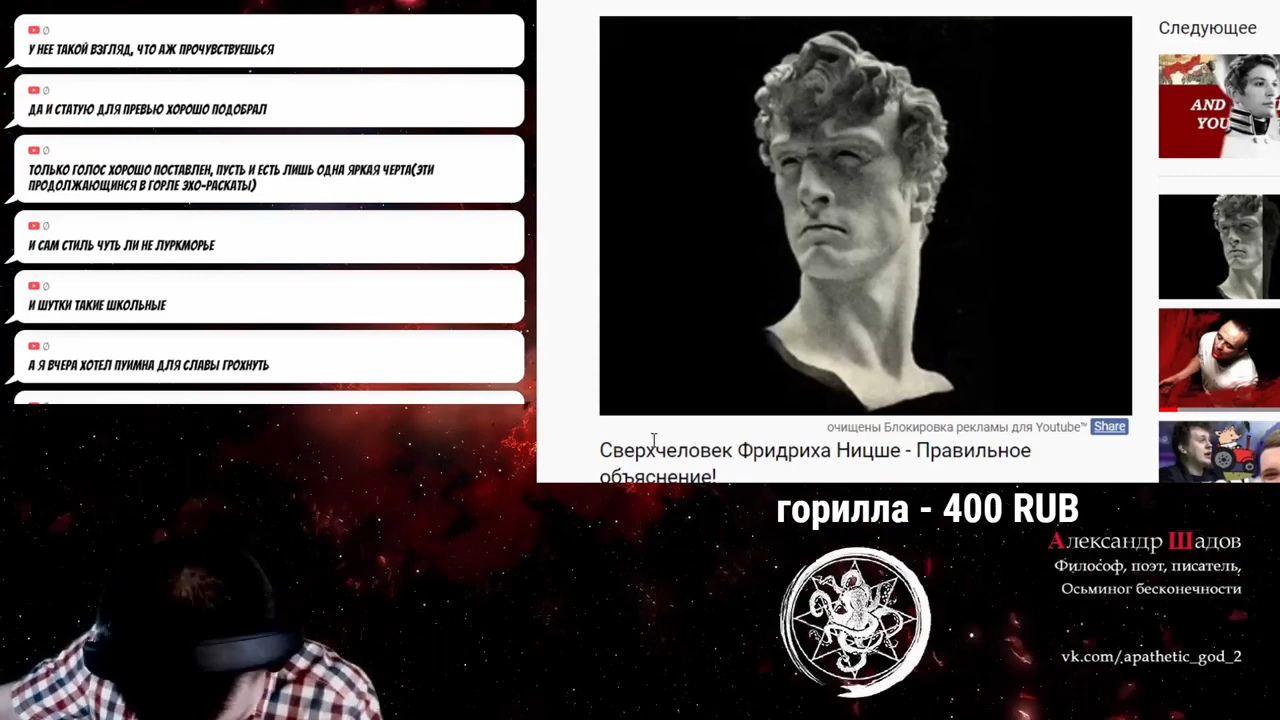 У НЕЕ ТАКОЙ ВЗГЛЯД, ЧТО АЖ ПРОЧУВСТВУЕШЬСЯ
ДА И СТАТУЮ ДЛЯ ПРЕВЬЮ ХОРОШО ПОДОБРАЛ
ТОЛЬКО ГОЛОС ХОРОШО ПОСТАВЛЕН, ПУСТЬ И ЕСТЬ ЛИШЬ ОДНА ЯРКАЯ ЧЕРТА(ЭТИ
ПРОДОЛЖАЮЩИНСЯ В ГОРЛЕ ЭХО-РАСКАТЫ)
И САМ СТИЛЬ ЧУТЬ ЛИ НЕ ЛУРКМОРЬЕ
И ШУТКИ ТАКИЕ ШКОЛЬНЫЕ
А Я ВЧЕРА ХОТЕЛ ПУИМНА ДЛЯ СЛАВЫ ГРОХНУТЬ
Следующее
AND
YOU
очищены Блокировка рекламы для Youtube™ Share
Сверхчеловек Фридриха Ницше - Правильное
объяснение!
горилла - 400 RUB
Александр Шадов
Философ, поэт, писатель,
Осьминог бесконечности
vk.com/apathetic_god_2